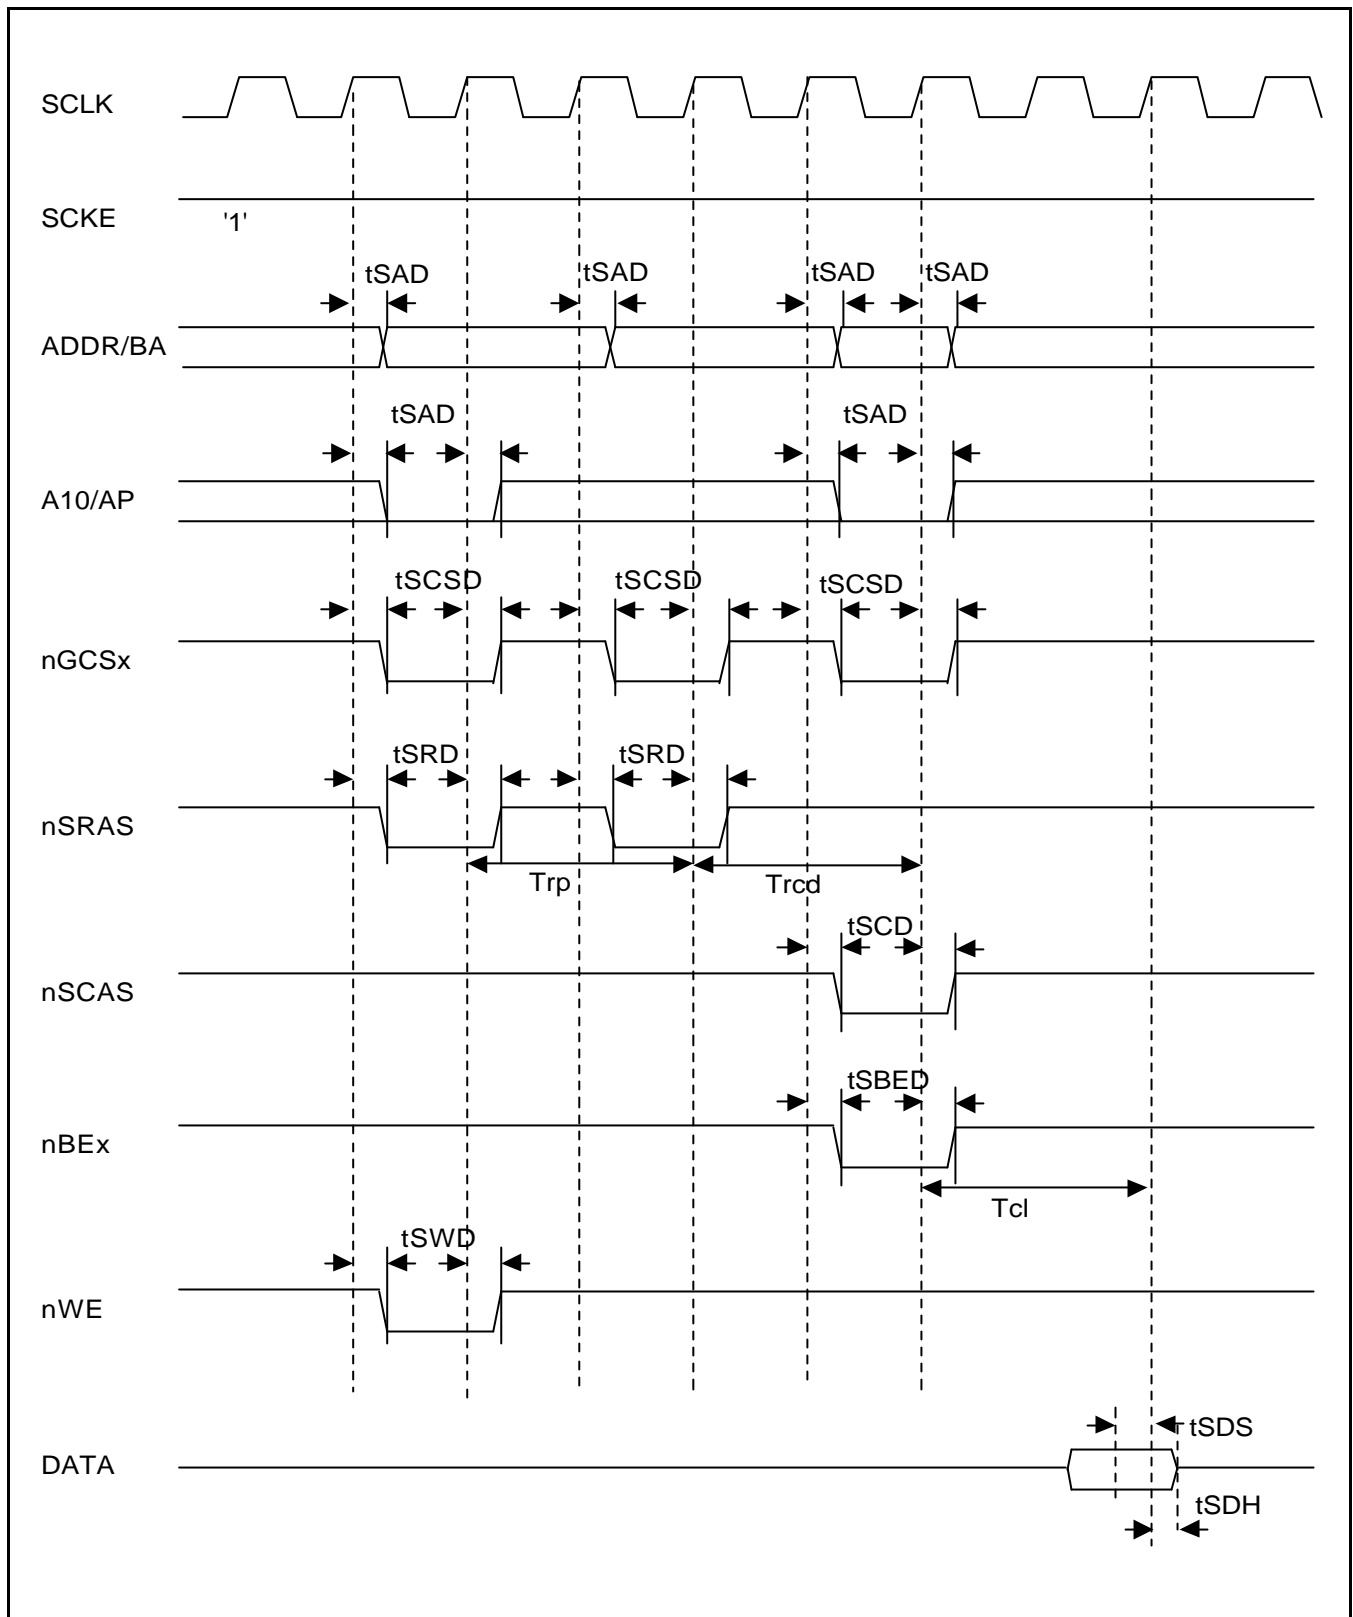 SCLK
SCKE '1'
tSAD tSAD tSAD tSAD
ADDR/BA
tSAD tSAD
A10/AP
tSCSD tSCSD tSCSD
nGCSx
tSRD tSRD
nSRAS
Trp Trcd
tSCD
nSCAS
tSBED
nBEx
Tcl
tSWD
nWE
tSDS
DATA
tSDH